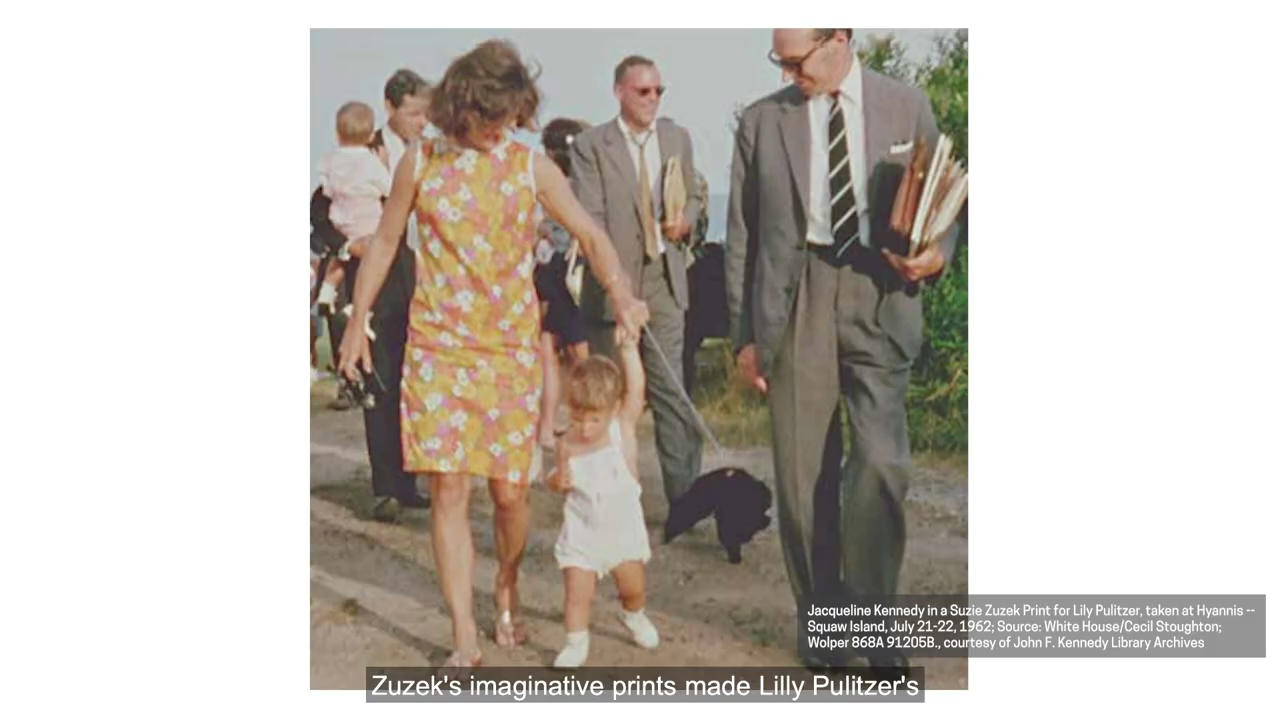 Jacqueline Kennedy in a Suzie Zuzek Print for Lily Pulitzer, taken at Hyannis --
Squaw Island, July 21-22, 1962; Source: White House/Cecil Stoughton;
Wolper 868A 91205B., courtesy of John F. Kennedy Library Archives
Zuzek's imaginative prints made Lilly Pulitzer's